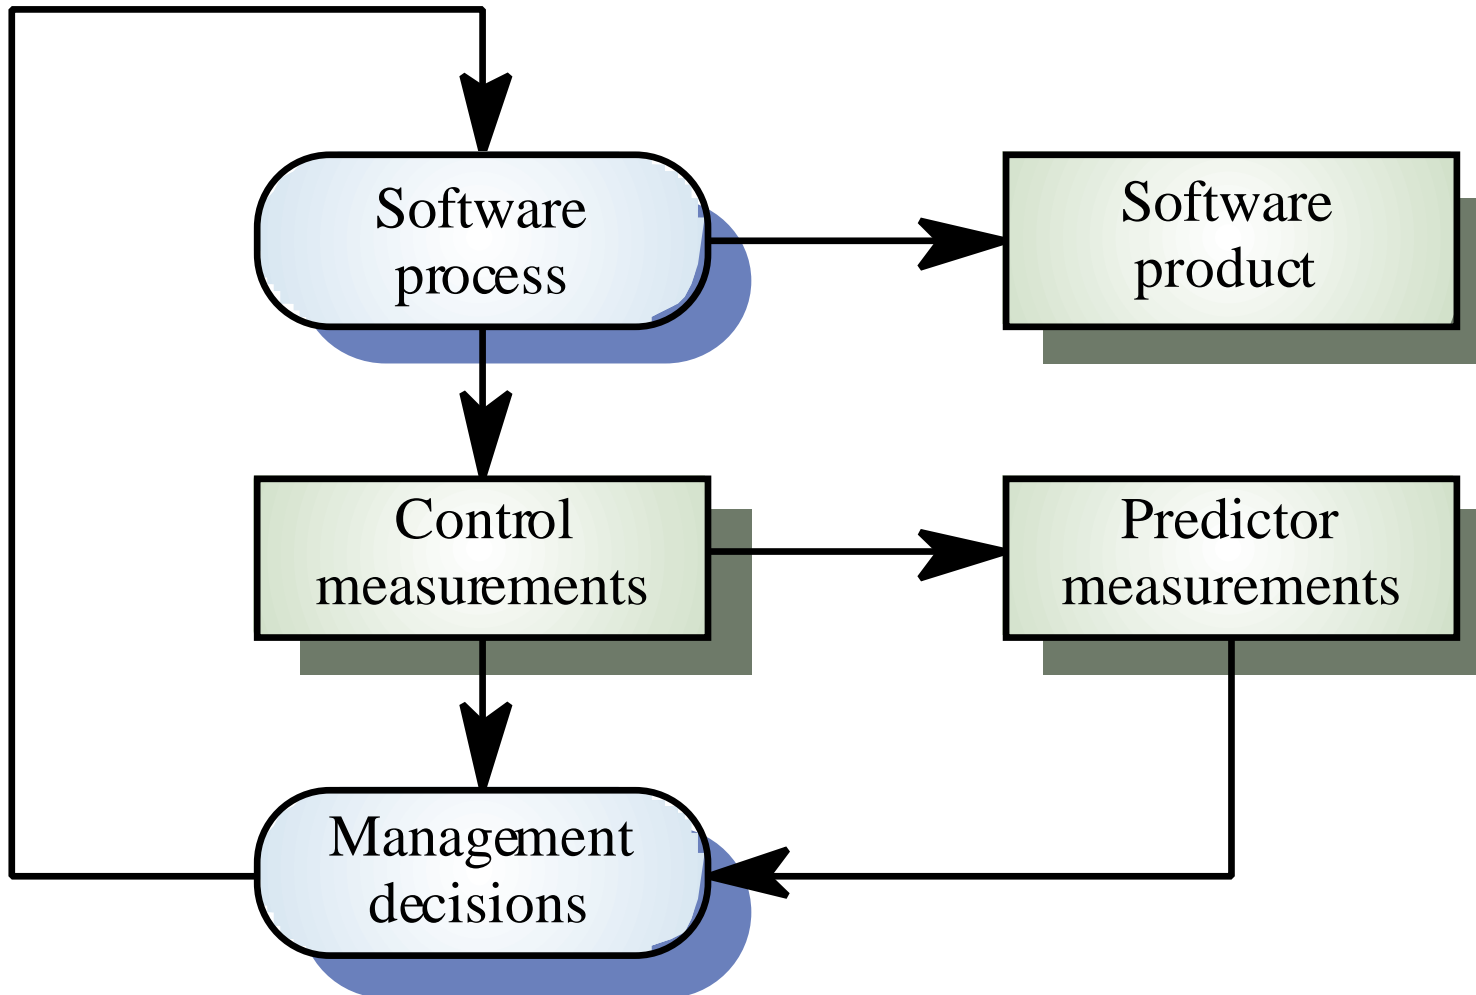 Software
process
Software
product
Control
measurements
Predictor
measurements
Management
decisions